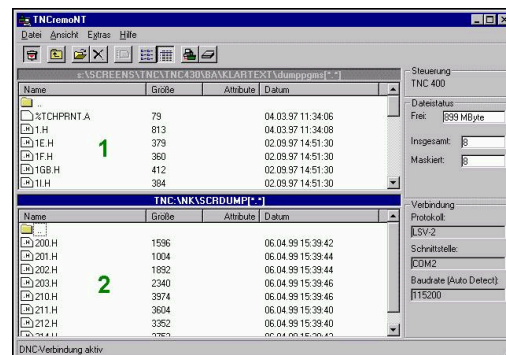 TNCremoNT
Datei Ansicht Extras Hilfe
s:\SCREENS\TNC\TNC430\BA\KLARTEXT\dumppgms[*.*]
Name Größe Attribute Datum
..
%TCHPRNT.A 79 04.03.97 11:34:06
1.H 813 04.03.97 11:34:08
1E.H 379 02.09.97 14:51:30
1F.H 360 02.09.97 14:51:30
1GB.H 412 02.09.97 14:51:30
1I.H 384 02.09.97 14:51:30
1
TNC:\NK\SCRDUMP[*.*]
Name Größe Attribute Datum
..
200.H 1596 06.04.99 15:39:42
201.H 1004 06.04.99 15:39:44
202.H 1892 06.04.99 15:39:44
203.H 2340 06.04.99 15:39:46
210.H 3974 06.04.99 15:39:46
211.H 3604 06.04.99 15:39:40
212.H 3352 06.04.99 15:39:40
2
Steuerung
TNC 400
Dateistatus
Frei: 899 MByte
Insgesamt: 8
Maskiert: 8
Verbindung
Protokoll:
LSV-2
Schnittstelle:
COM2
Baudrate (Auto Detect):
115200
DNC-Verbindung aktiv